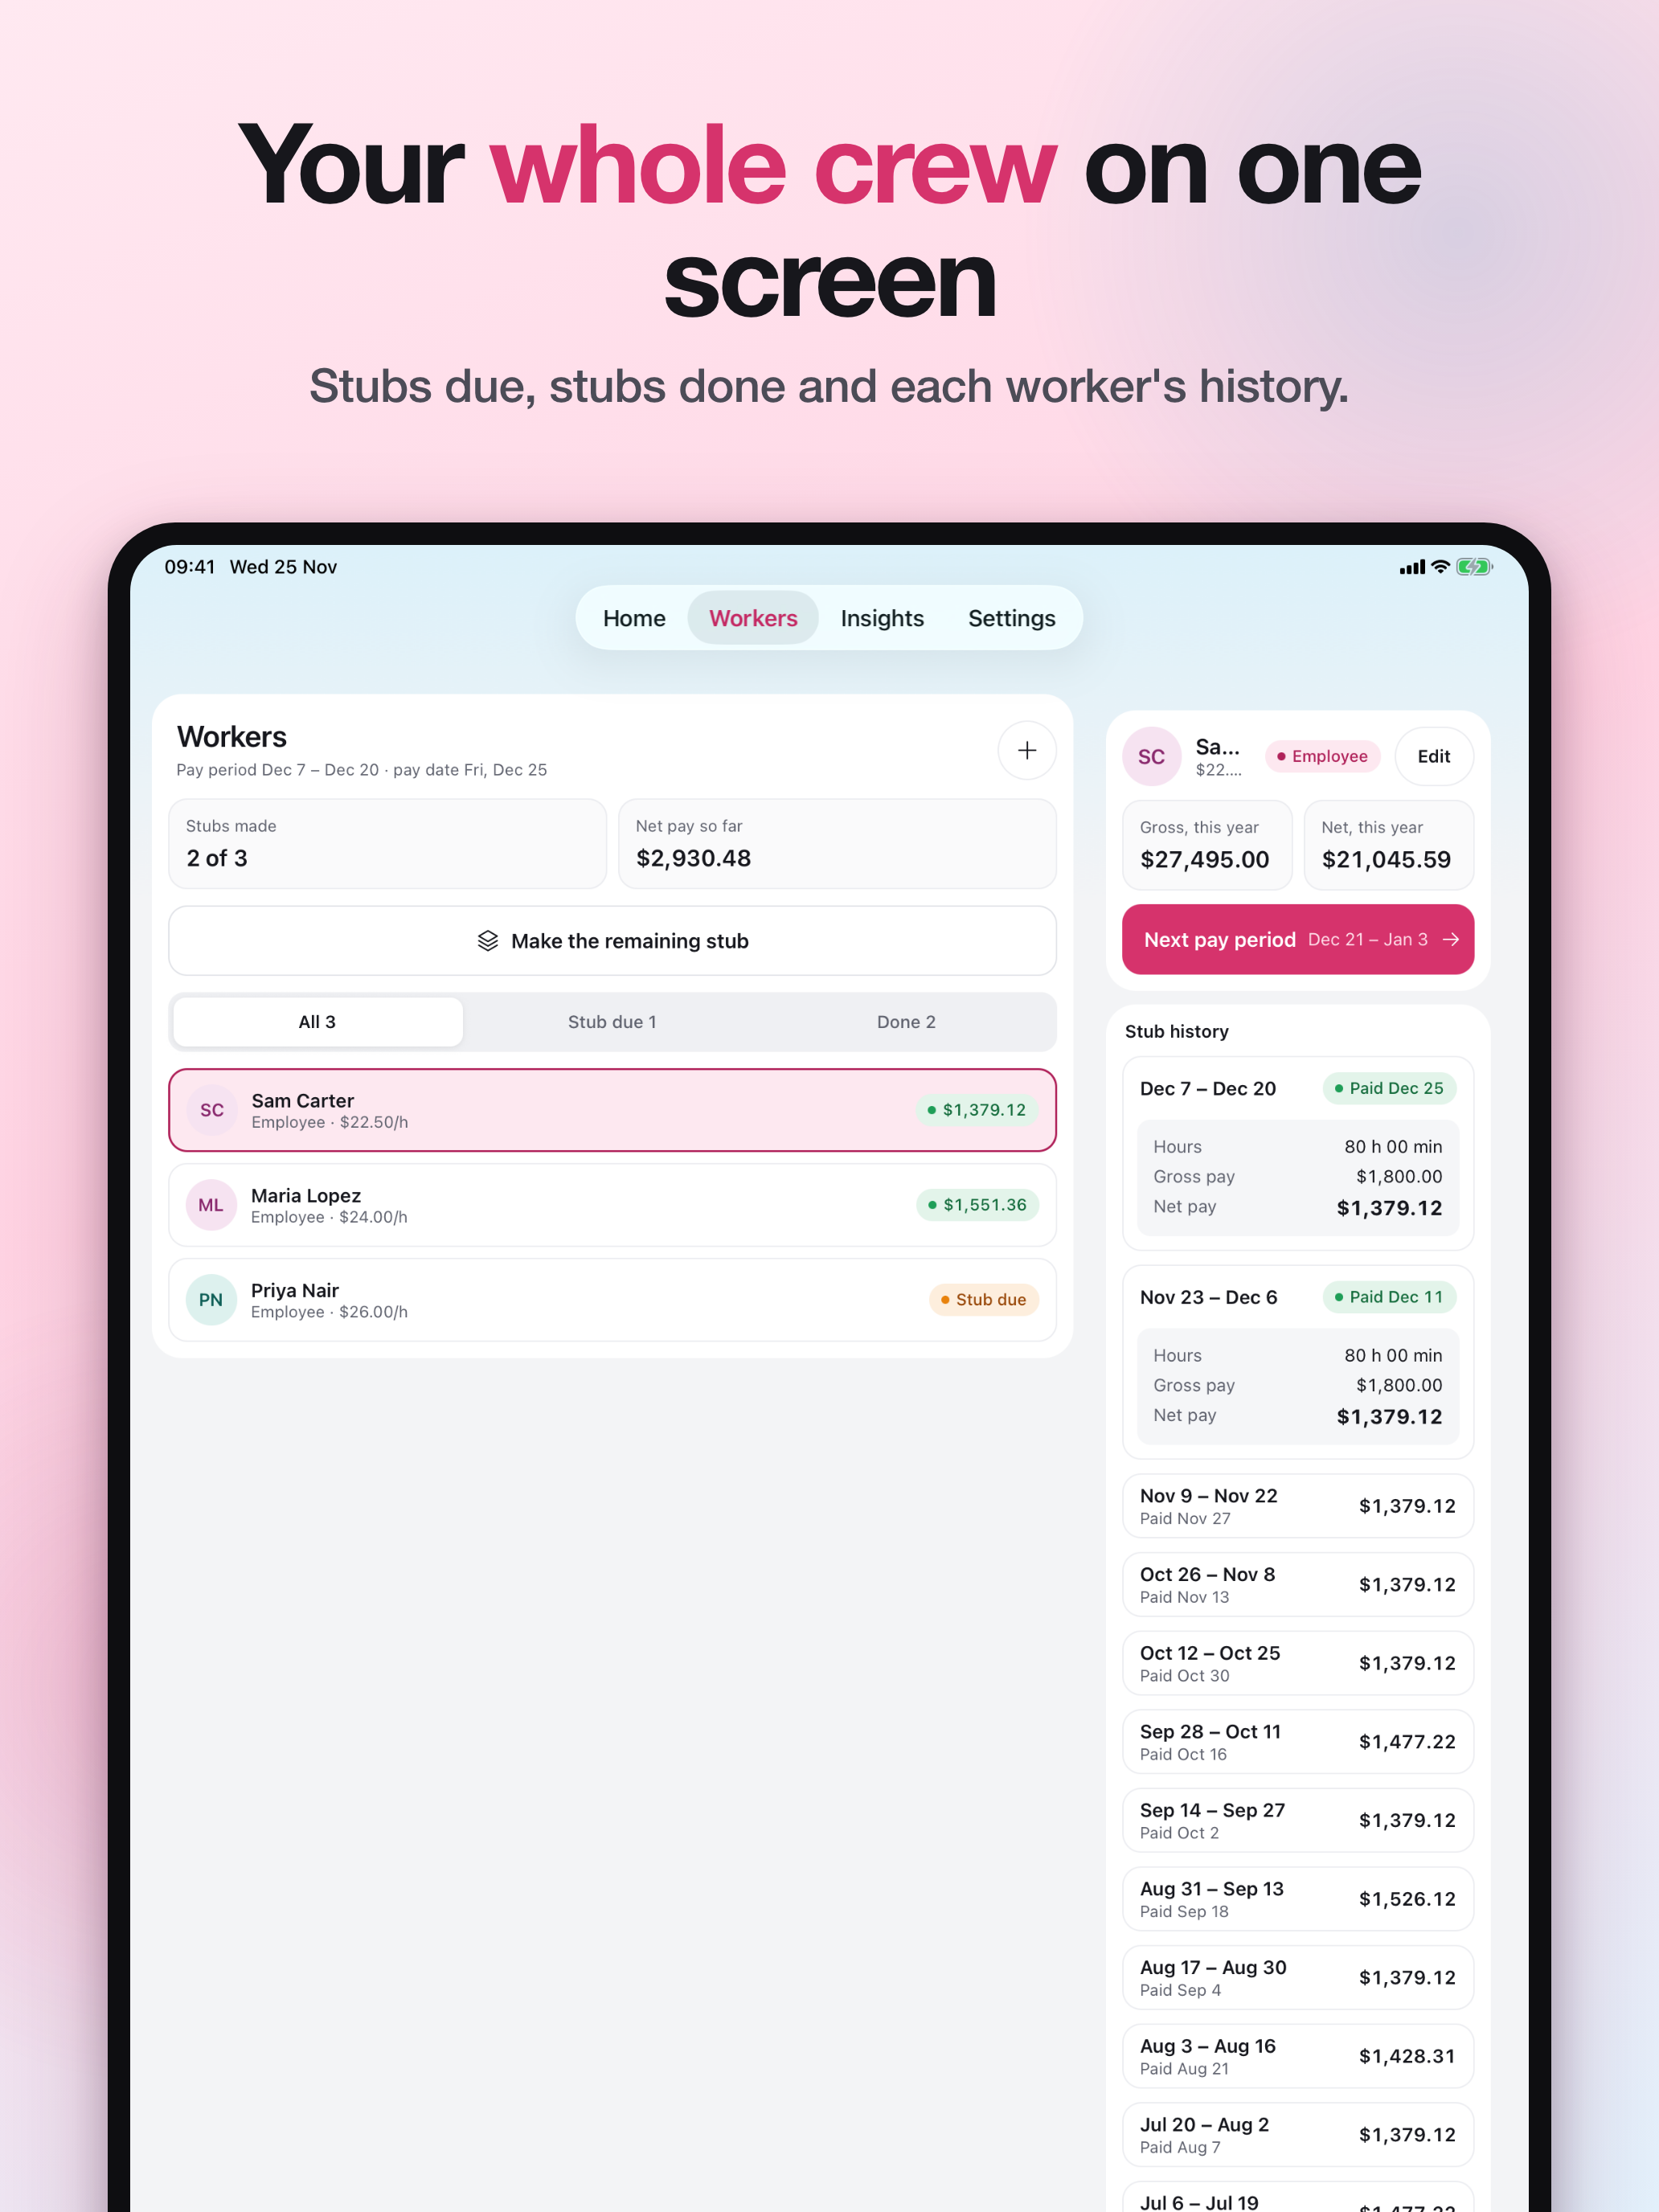 Your whole crew on one
screen
Stubs due, stubs done and each worker's history.
09:41 Wed 25 Nov
Home Workers Insights Settings
Workers
Pay period Dec 7 – Dec 20 · pay date Fri, Dec 25
Stubs made
2 of 3
Net pay so far
$2,930.48
Make the remaining stub
All 3 Stub due 1 Done 2
SC
Sam Carter
Employee · $22.50/h
$1,379.12
ML
Maria Lopez
Employee · $24.00/h
$1,551.36
PN
Priya Nair
Employee · $26.00/h
Stub due
SC
Sa...
$22....
Employee
Edit
Gross, this year
$27,495.00
Net, this year
$21,045.59
Next pay period Dec 21 – Jan 3
Stub history
Dec 7 – Dec 20 Paid Dec 25
Hours 80 h 00 min
Gross pay $1,800.00
Net pay $1,379.12
Nov 23 – Dec 6 Paid Dec 11
Hours 80 h 00 min
Gross pay $1,800.00
Net pay $1,379.12
Nov 9 – Nov 22
Paid Nov 27
$1,379.12
Oct 26 – Nov 8
Paid Nov 13
$1,379.12
Oct 12 – Oct 25
Paid Oct 30
$1,379.12
Sep 28 – Oct 11
Paid Oct 16
$1,477.22
Sep 14 – Sep 27
Paid Oct 2
$1,379.12
Aug 31 – Sep 13
Paid Sep 18
$1,526.12
Aug 17 – Aug 30
Paid Sep 4
$1,379.12
Aug 3 – Aug 16
Paid Aug 21
$1,428.31
Jul 20 – Aug 2
Paid Aug 7
$1,379.12
Jul 6 – Jul 19